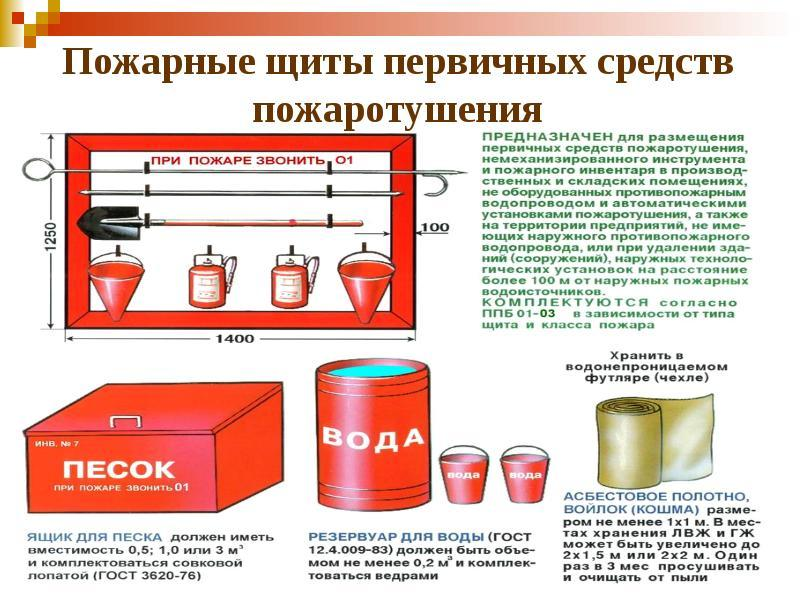 Пожарные щиты первичных средств
пожаротушения
ПРИ ПОЖАРЕ ЗВОНИТЬ 01
1250
100
1400
ПРЕДНАЗНАЧЕН для размещения
первичных средств пожаротушения,
немеханизированного инструмента
и пожарного инвентаря в производ-
ственных и складских помещениях,
не оборудованных противопожарным
водопроводом и автоматическими
установками пожаротушения, а также
на территории предприятий, не име-
ющих наружного противопожарного
водопровода, или при удалении зда-
ний (сооружений), наружных техноло-
гических установок на расстояние
более 100 м от наружных пожарных
водоисточников.
КОМПЛЕКТУЮТСЯ согласно
ППБ 01-03 в зависимости от типа
щита и класса пожара
ИНВ. № 7
ПЕСОК
ПРИ ПОЖАРЕ ЗВОНИТЬ 01
ЯЩИК ДЛЯ ПЕСКА должен иметь
вместимость 0,5; 1,0 или 3 м³
и комплектоваться совковой
лопатой (ГОСТ 3620-76)
ВОДА
вода
вода
РЕЗЕРВУАР ДЛЯ ВОДЫ (ГОСТ
12.4.009-83) должен быть объе-
мом не менее 0,2 м³ и комплек-
товаться ведрами
Хранить в
водонепроницаемом
футляре (чехле)
АСБЕСТОВОЕ ПОЛОТНО,
ВОЙЛОК (КОШМА) разме-
ром не менее 1х1 м. В мес-
тах хранения ЛВЖ и ГЖ
может быть увеличено до
2х1,5 м или 2х2 м. Один
раз в 3 мес просушивать
и очищать от пыли